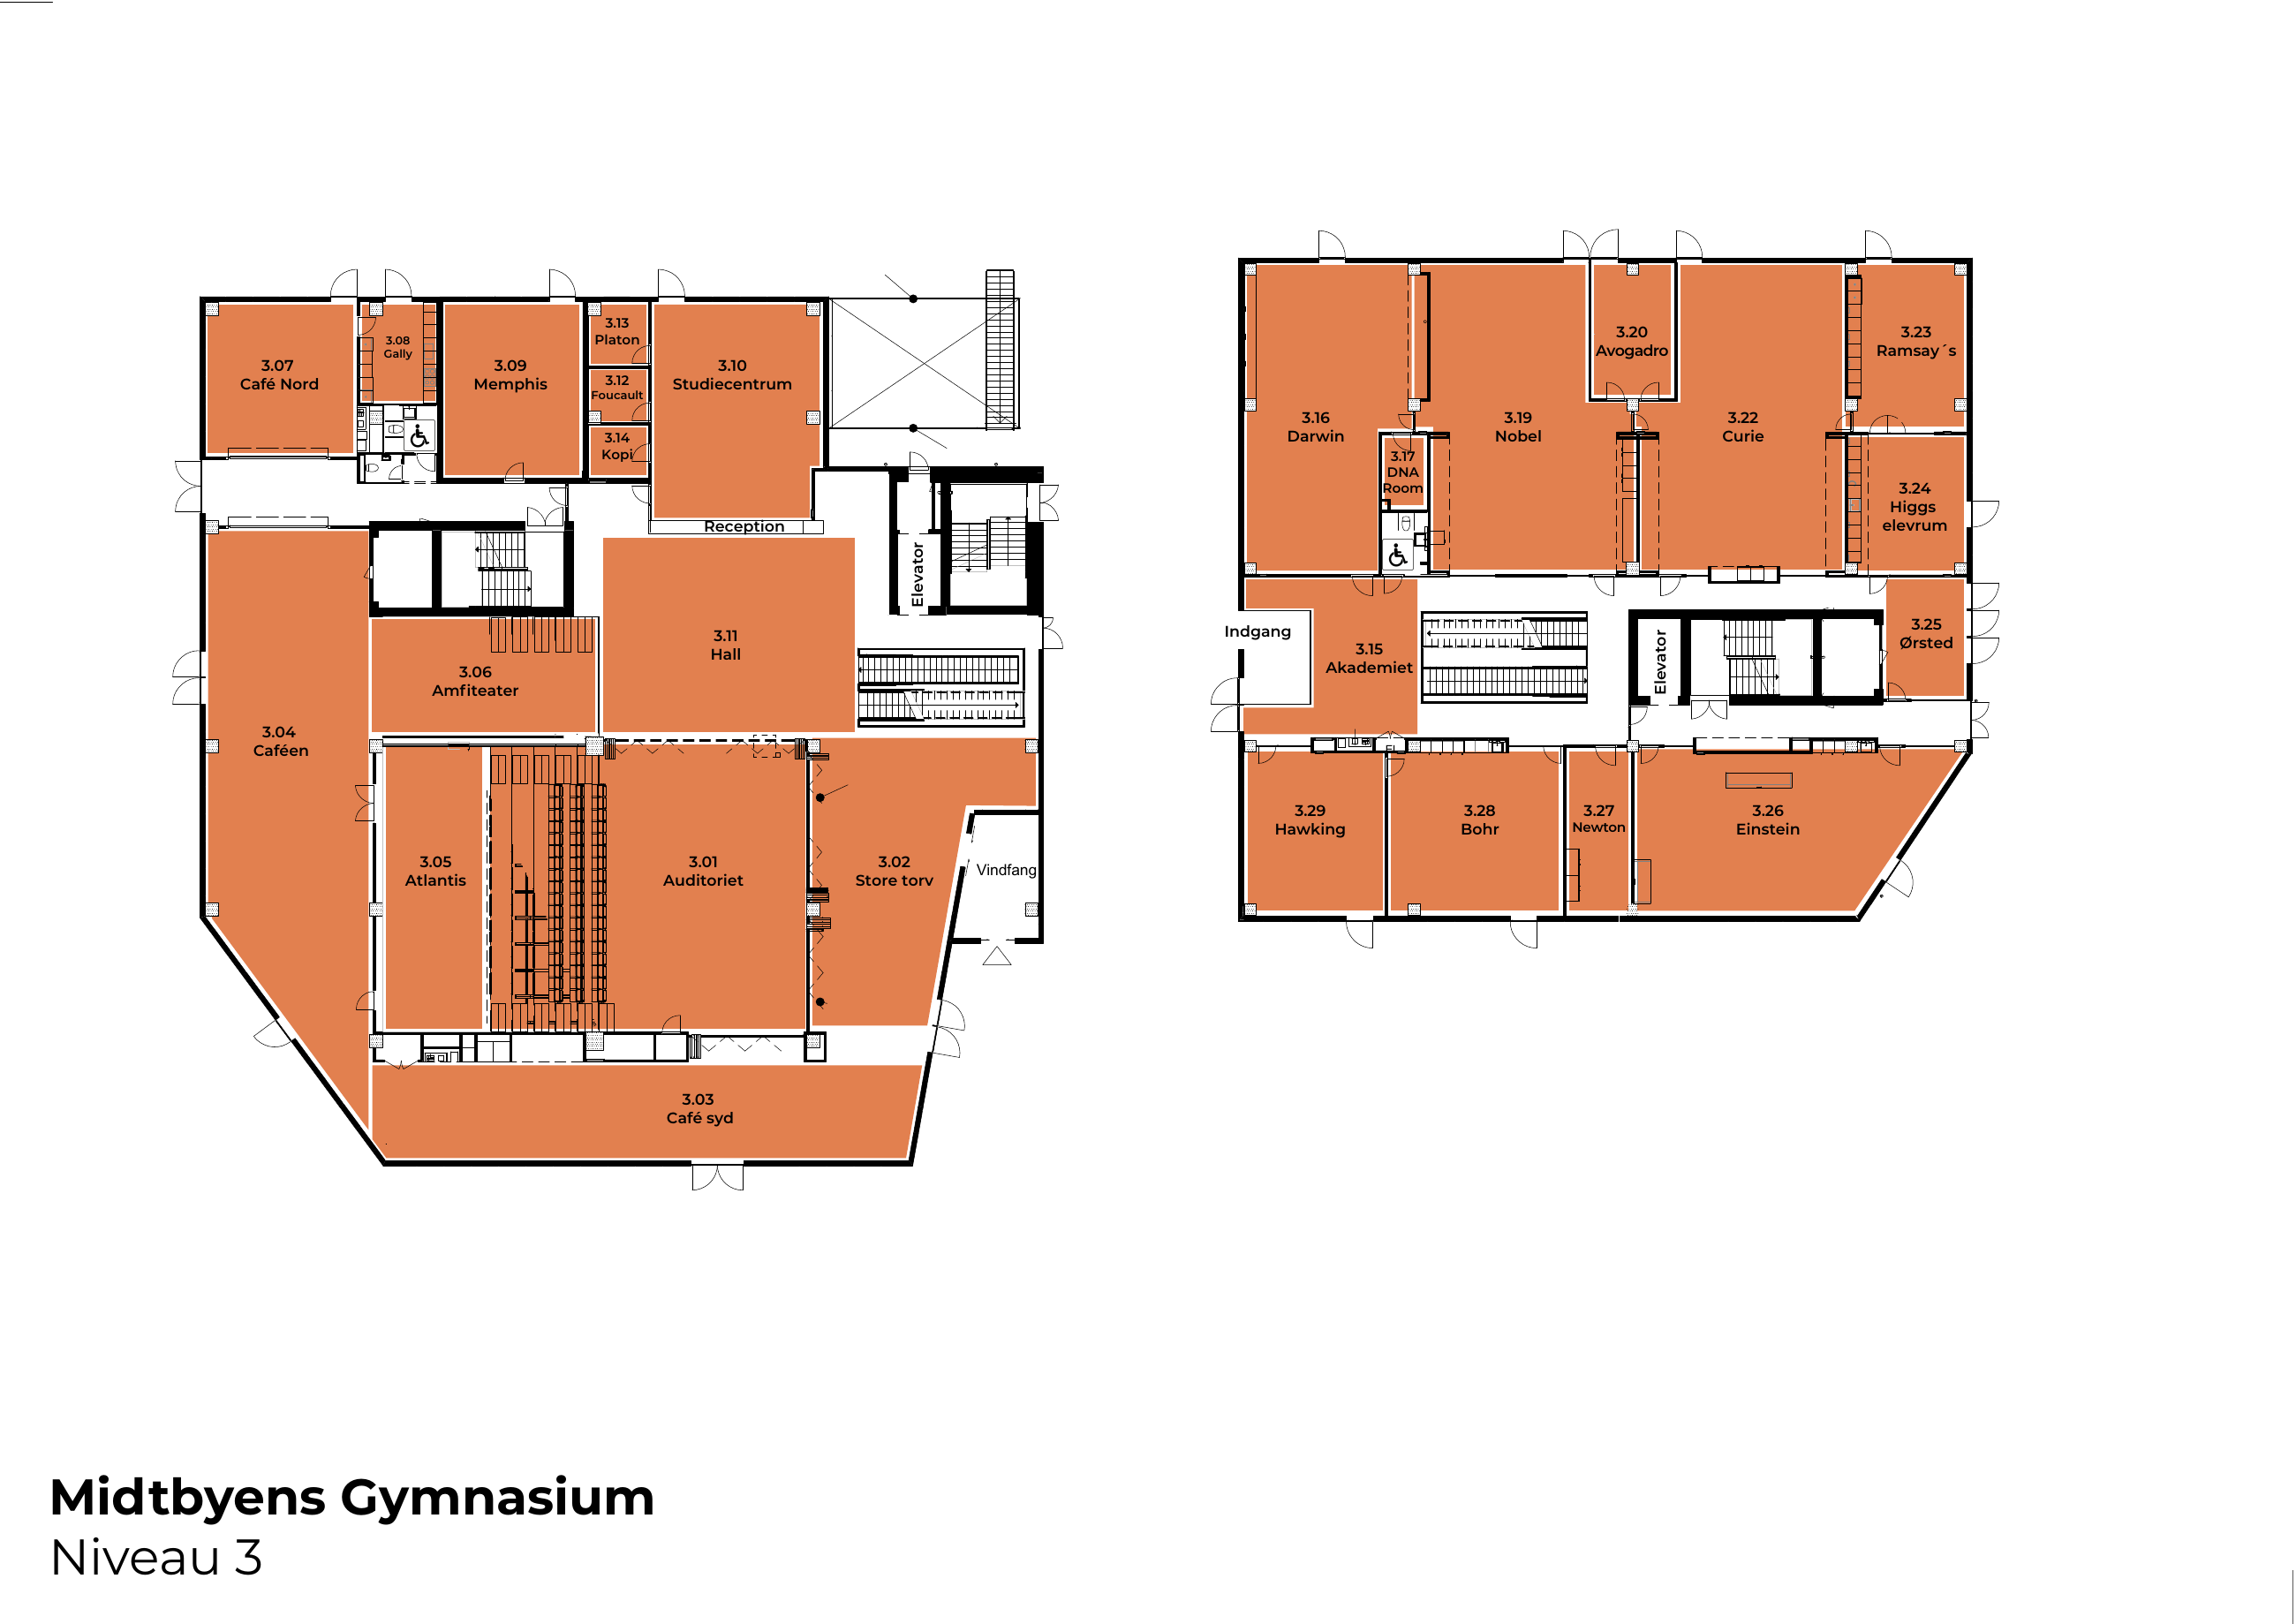 3.07
Café Nord
3.08
Gally
3.09
Memphis
3.13
Platon
3.12
Foucault
3.14
Kopi
3.10
Studiecentrum
Reception
Elevator
3.11
Hall
3.06
Amfiteater
3.04
Caféen
3.05
Atlantis
3.01
Auditoriet
3.02
Store torv
Vindfang
3.03
Café syd
3.16
Darwin
3.17
DNA
Room
3.19
Nobel
3.20
Avogadro
3.22
Curie
3.23
Ramsay´s
3.24
Higgs
elevrum
Indgang
3.15
Akademiet
Elevator
3.25
Ørsted
EL
3.29
Hawking
3.28
Bohr
3.27
Newton
3.26
Einstein
Midtbyens Gymnasium
Niveau 3